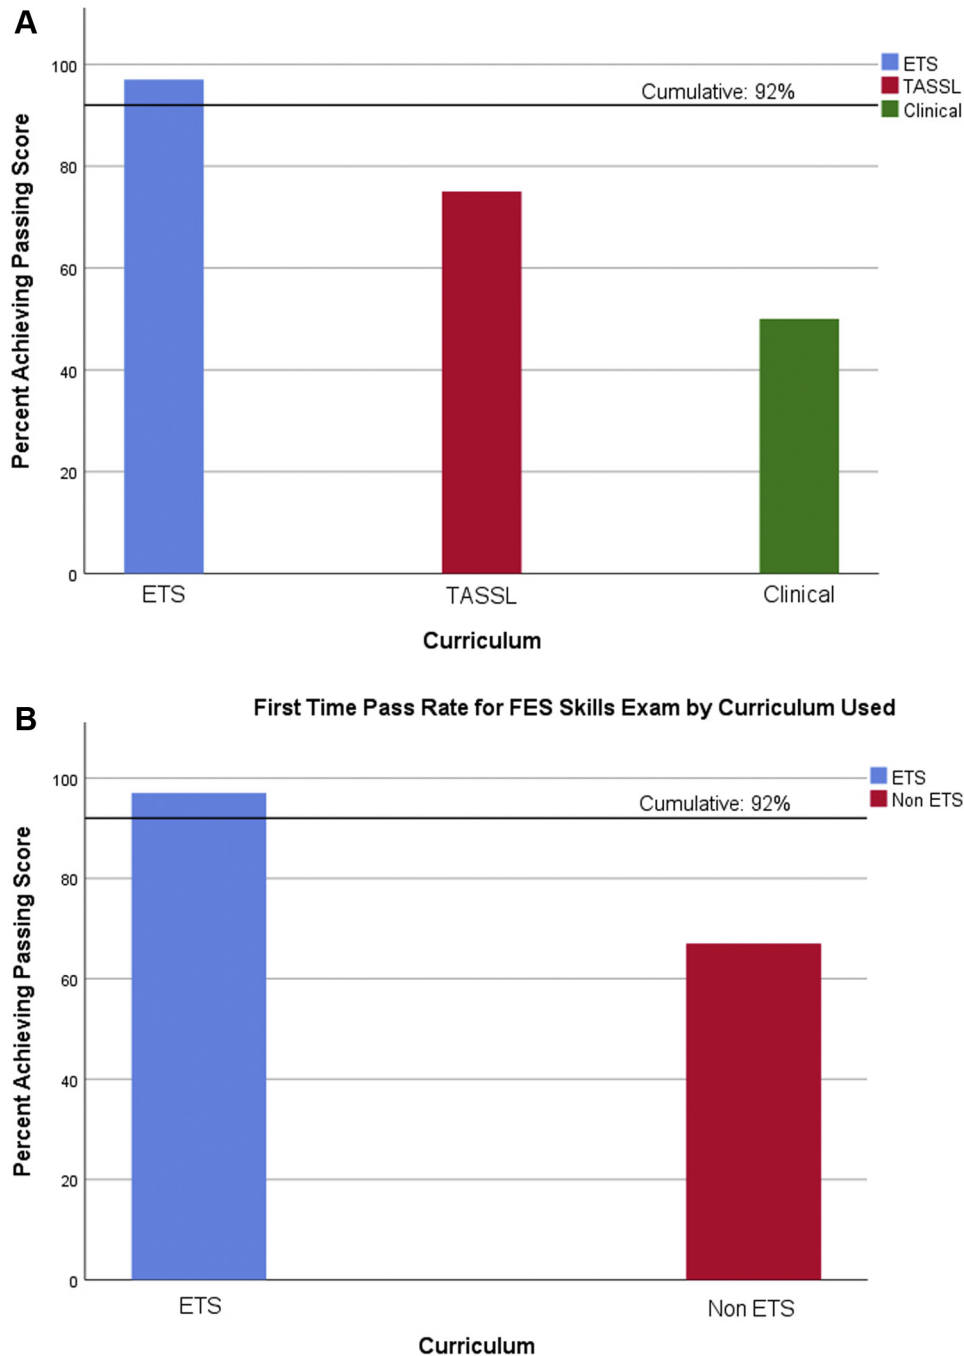 A
100
80
60
40
20
0
Percent Achieving Passing Score
Cumulative: 92%
ETS
TASSL
Clinical
ETS
TASSL
Clinical
Curriculum
B
First Time Pass Rate for FES Skills Exam by Curriculum Used
100
80
60
40
20
0
Percent Achieving Passing Score
Cumulative: 92%
ETS
Non ETS
ETS
Non ETS
Curriculum